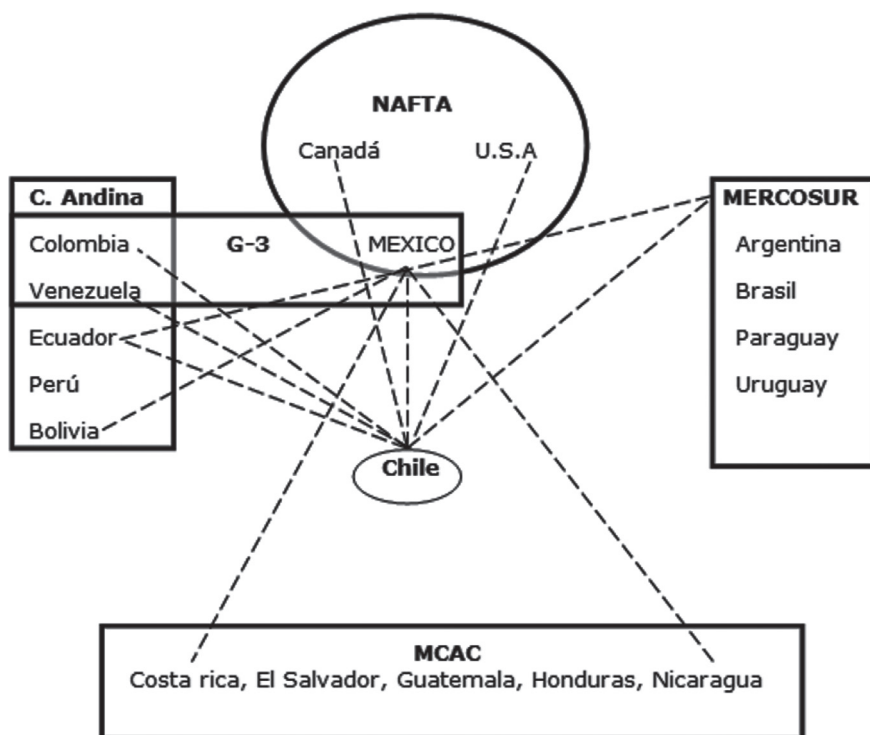 NAFTA
Canadá U.S.A
C. Andina
Colombia
Venezuela
Ecuador
Perú
Bolivia
G-3 MEXICO
MERCOSUR
Argentina
Brasil
Paraguay
Uruguay
Chile
MCAC
Costa rica, El Salvador, Guatemala, Honduras, Nicaragua